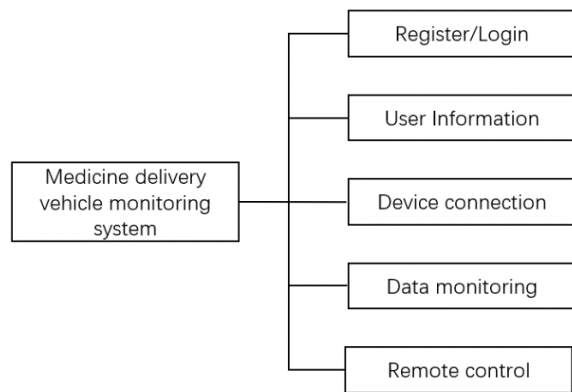 Register/Login
User Information
Medicine delivery
vehicle monitoring
system
Device connection
Data monitoring
Remote control